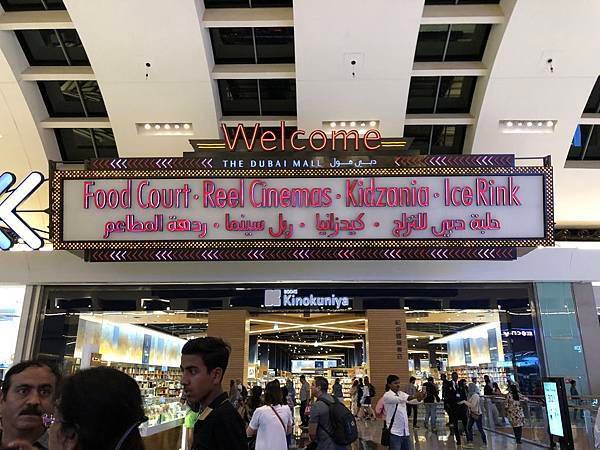 Welcome
THE DUBAI MALL دبي مول
Food Court · Reel Cinemas · Kidzania · Ice Rink
حلبة دبي للتزلج · كيدزانيا · ريل سينما · ردهة المطاعم
BOOKS
Kinokuniya